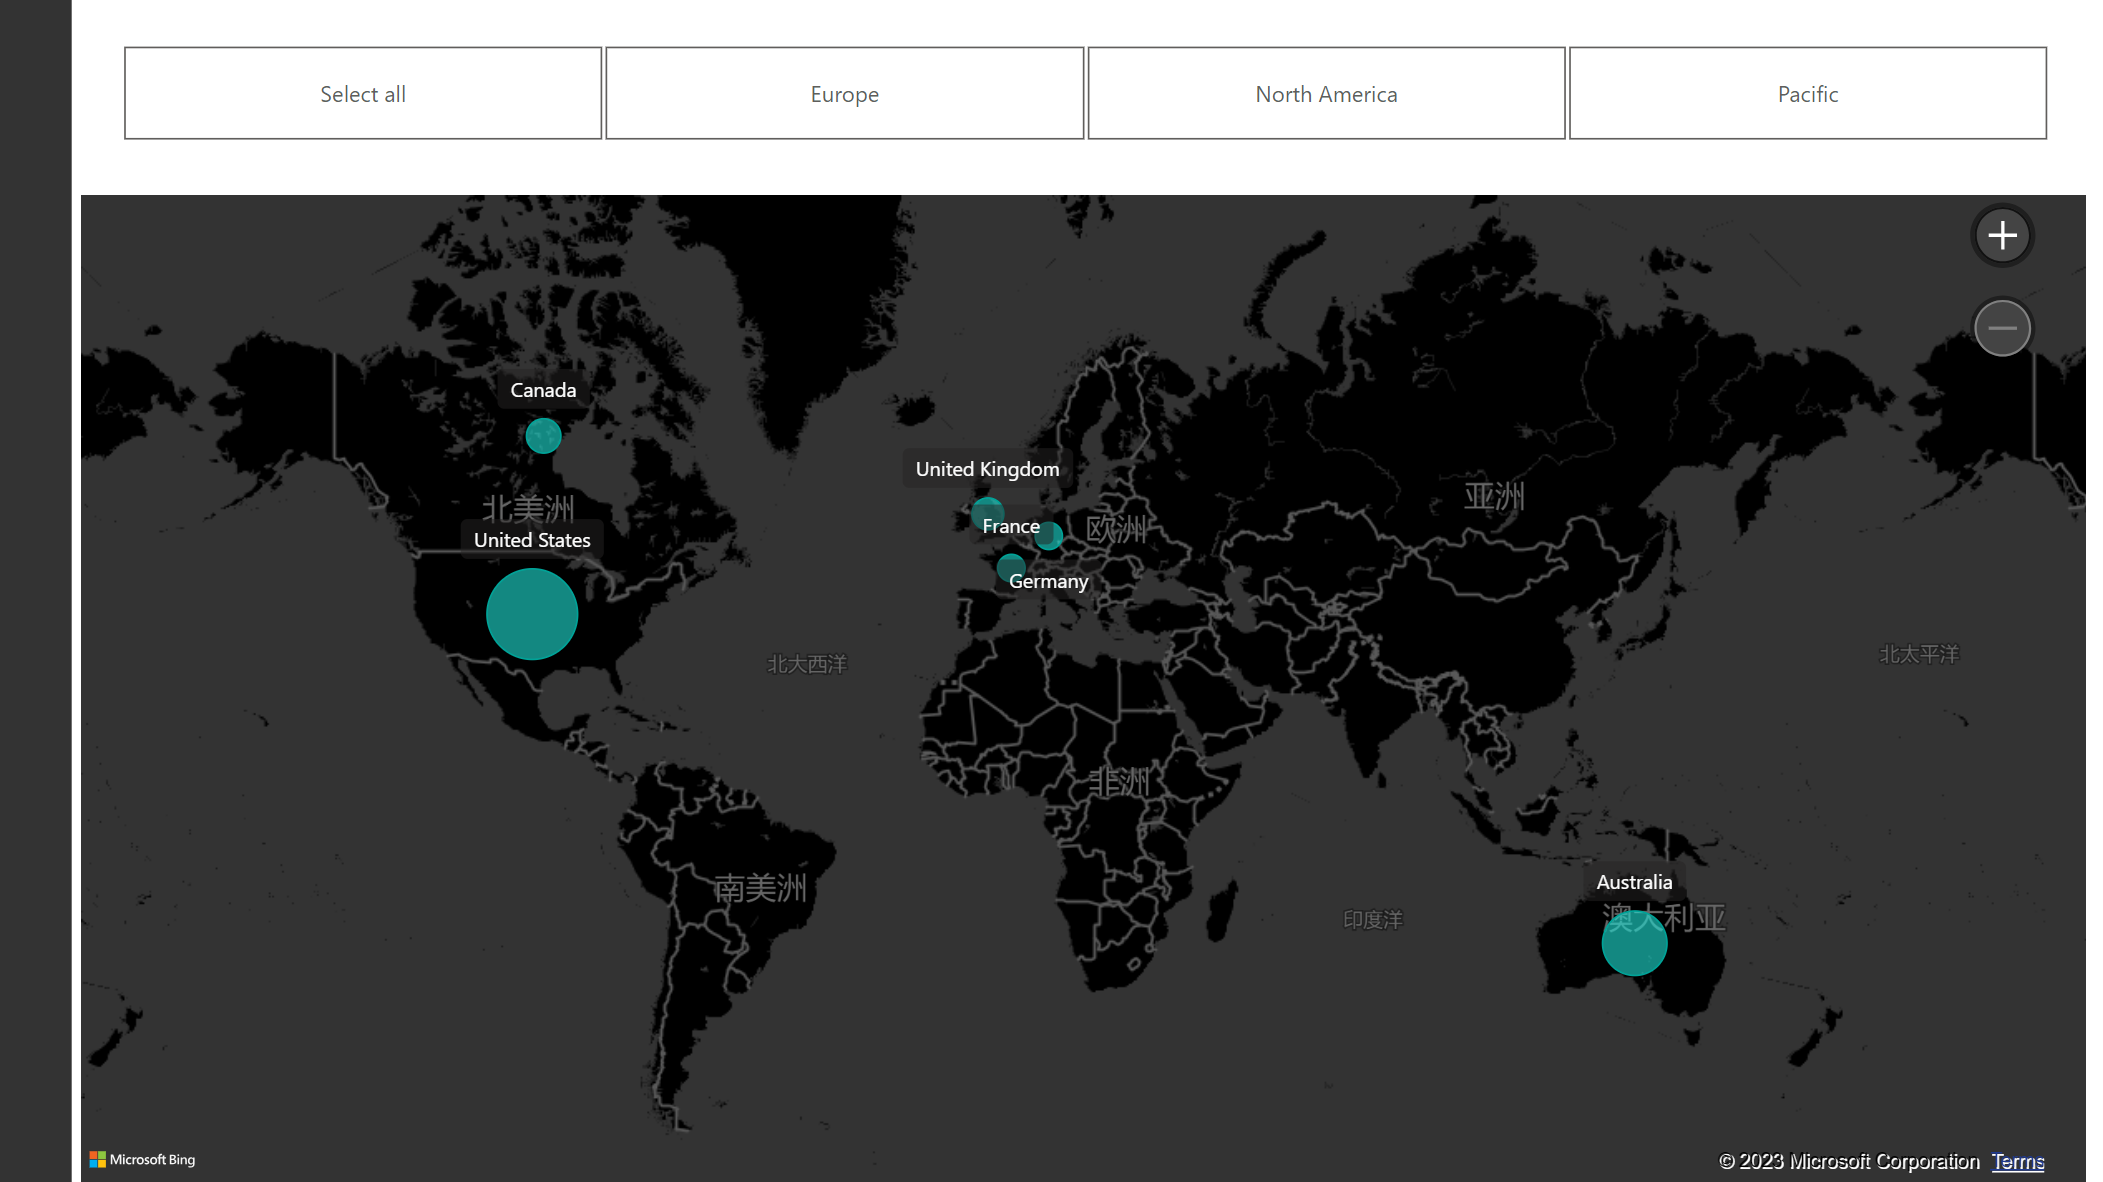 Select all
Europe
North America
Pacific
Canada
United Kingdom
亚洲
北美洲
France
欧洲
United States
Germany
北大西洋
北太平洋
非洲
南美洲
Australia
印度洋
澳大利亚
Microsoft Bing
© 2023 Microsoft Corporation Terms